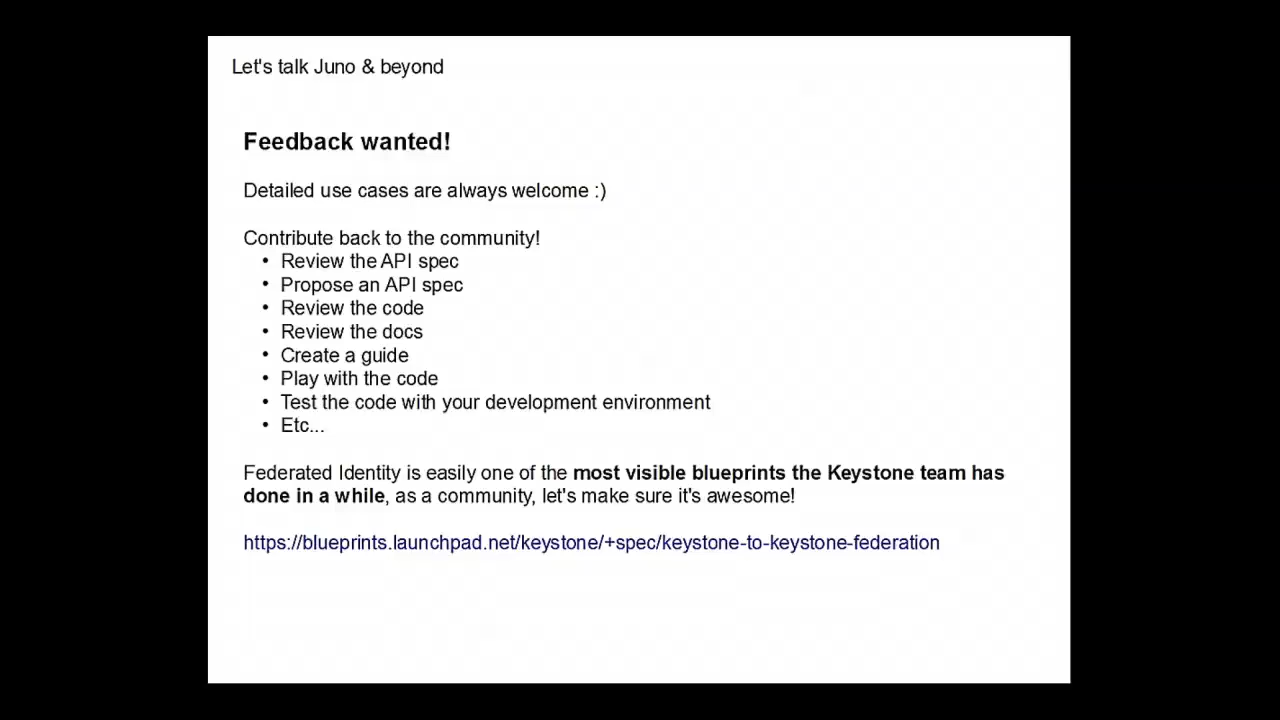 Let's talk Juno & beyond
Feedback wanted!
Detailed use cases are always welcome :)
Contribute back to the community!
• Review the API spec
• Propose an API spec
• Review the code
• Review the docs
• Create a guide
• Play with the code
• Test the code with your development environment
• Etc...
Federated Identity is easily one of the most visible blueprints the Keystone team has
done in a while, as a community, let's make sure it's awesome!
https://blueprints.launchpad.net/keystone/+spec/keystone-to-keystone-federation